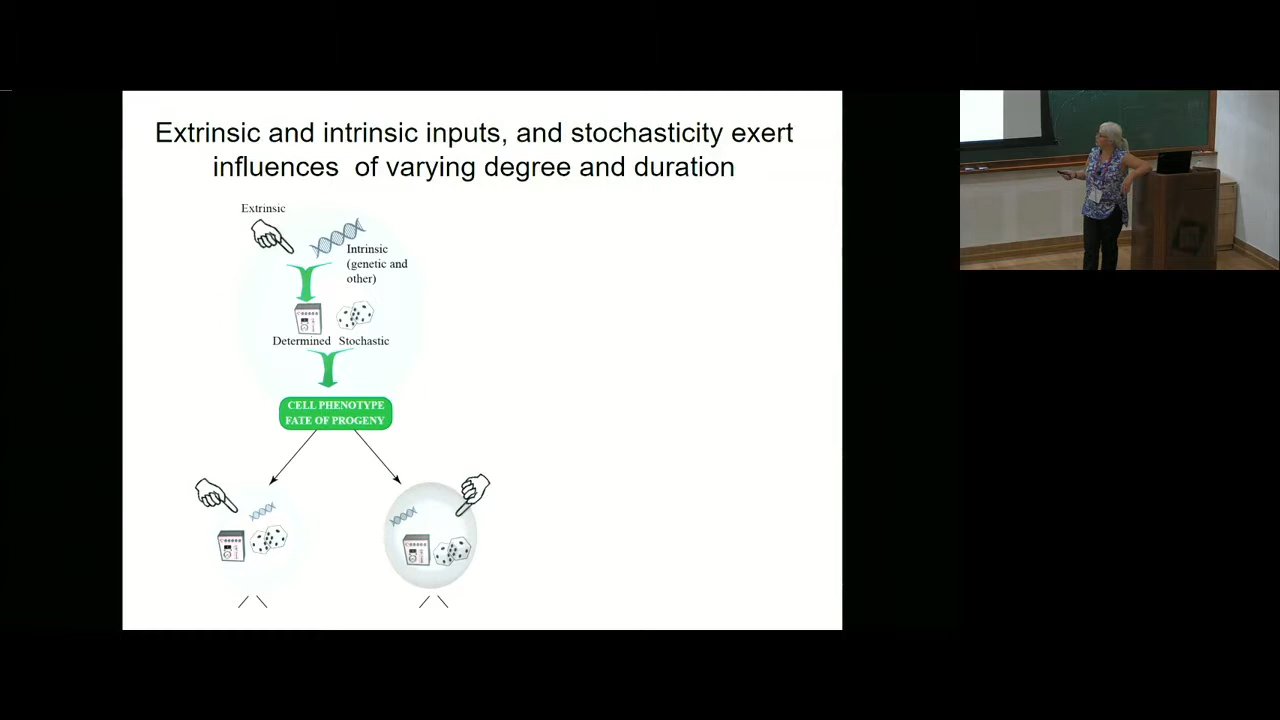 Extrinsic and intrinsic inputs, and stochasticity exert
influences of varying degree and duration
Extrinsic
Intrinsic
(genetic and
other)
Determined Stochastic
CELL PHENOTYPE
FATE OF PROGENY